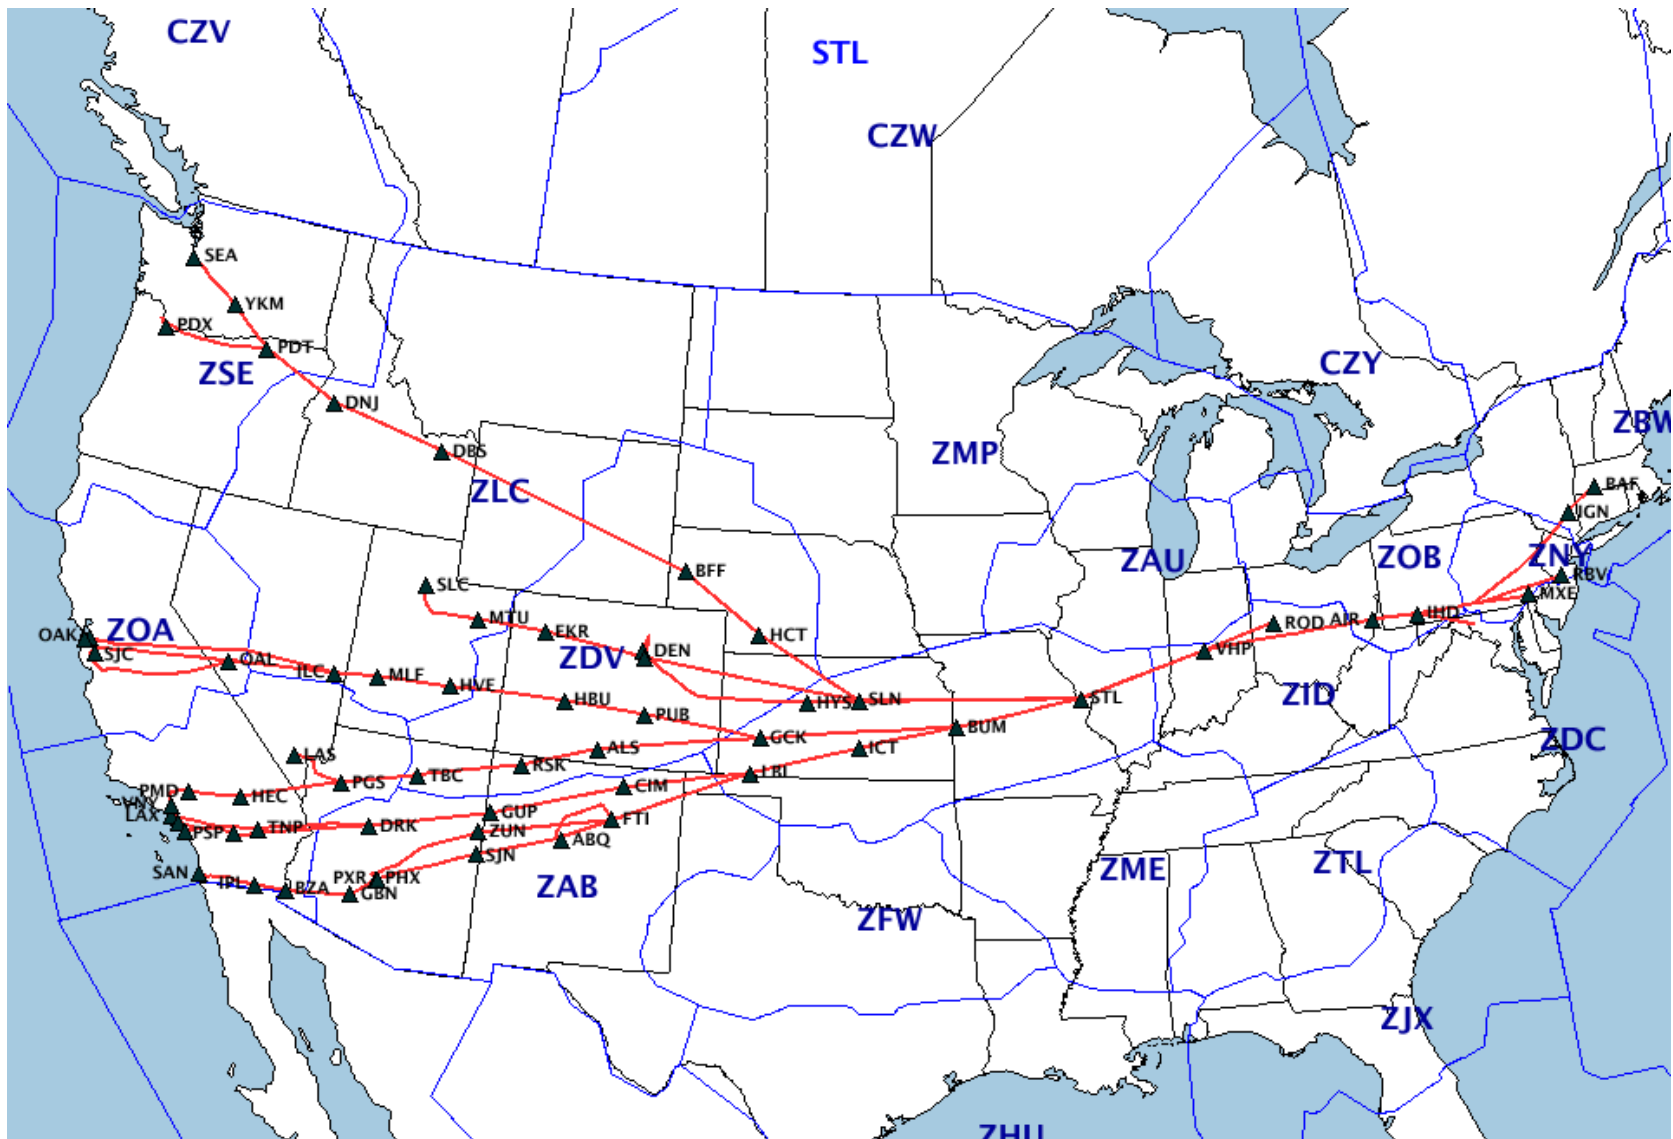 CZV
STL
CZW
SEA
YKM
PDX
PDT
ZSE
CZY
DNJ
ZBW
DBS
ZMP
ZLC
BAF
IGN
ZAU
ZOB
ZNY
BFF
RBV
SLC
MXE
MTU
IHD
AIR
ROD
OAK
ZOA
EKR
HCT
SJC
DEN
VHP
OAL
ZDV
ILC
MLF
HVE
ZID
HBU
HYS
SLN
STL
PUB
BUM
GCK
ZDC
ALS
ICT
LAS
RSK
LBL
TBC
PGS
CIM
PMD
HEC
VNY
LAX
GUP
FTI
PSP
TNP
DRK
ZUN
ABQ
SJN
ZME
ZTL
SAN
IPL
BZA
PXR
PHX
GBN
ZAB
ZFW
ZJX
ZHU